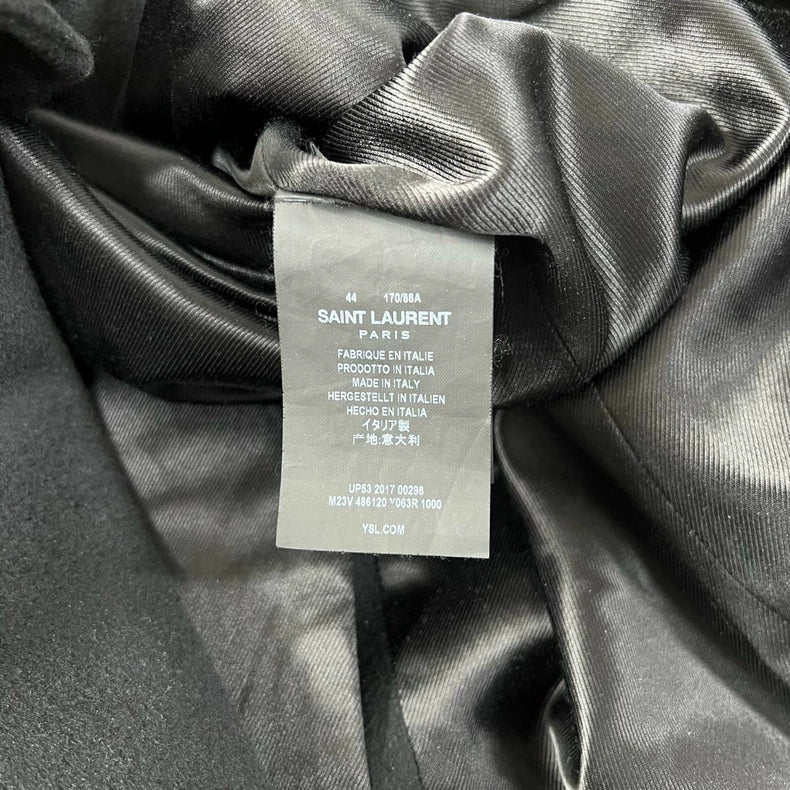 44 170/88A
SAINT LAURENT
PARIS
FABRIQUE EN ITALIE
PRODOTTO IN ITALIA
MADE IN ITALY
HERGESTELLT IN ITALIEN
HECHO EN ITALIA
イタリア製
产地:意大利
UP53 2017 00298
M23V 486120 Y063R 1000
YSL.COM